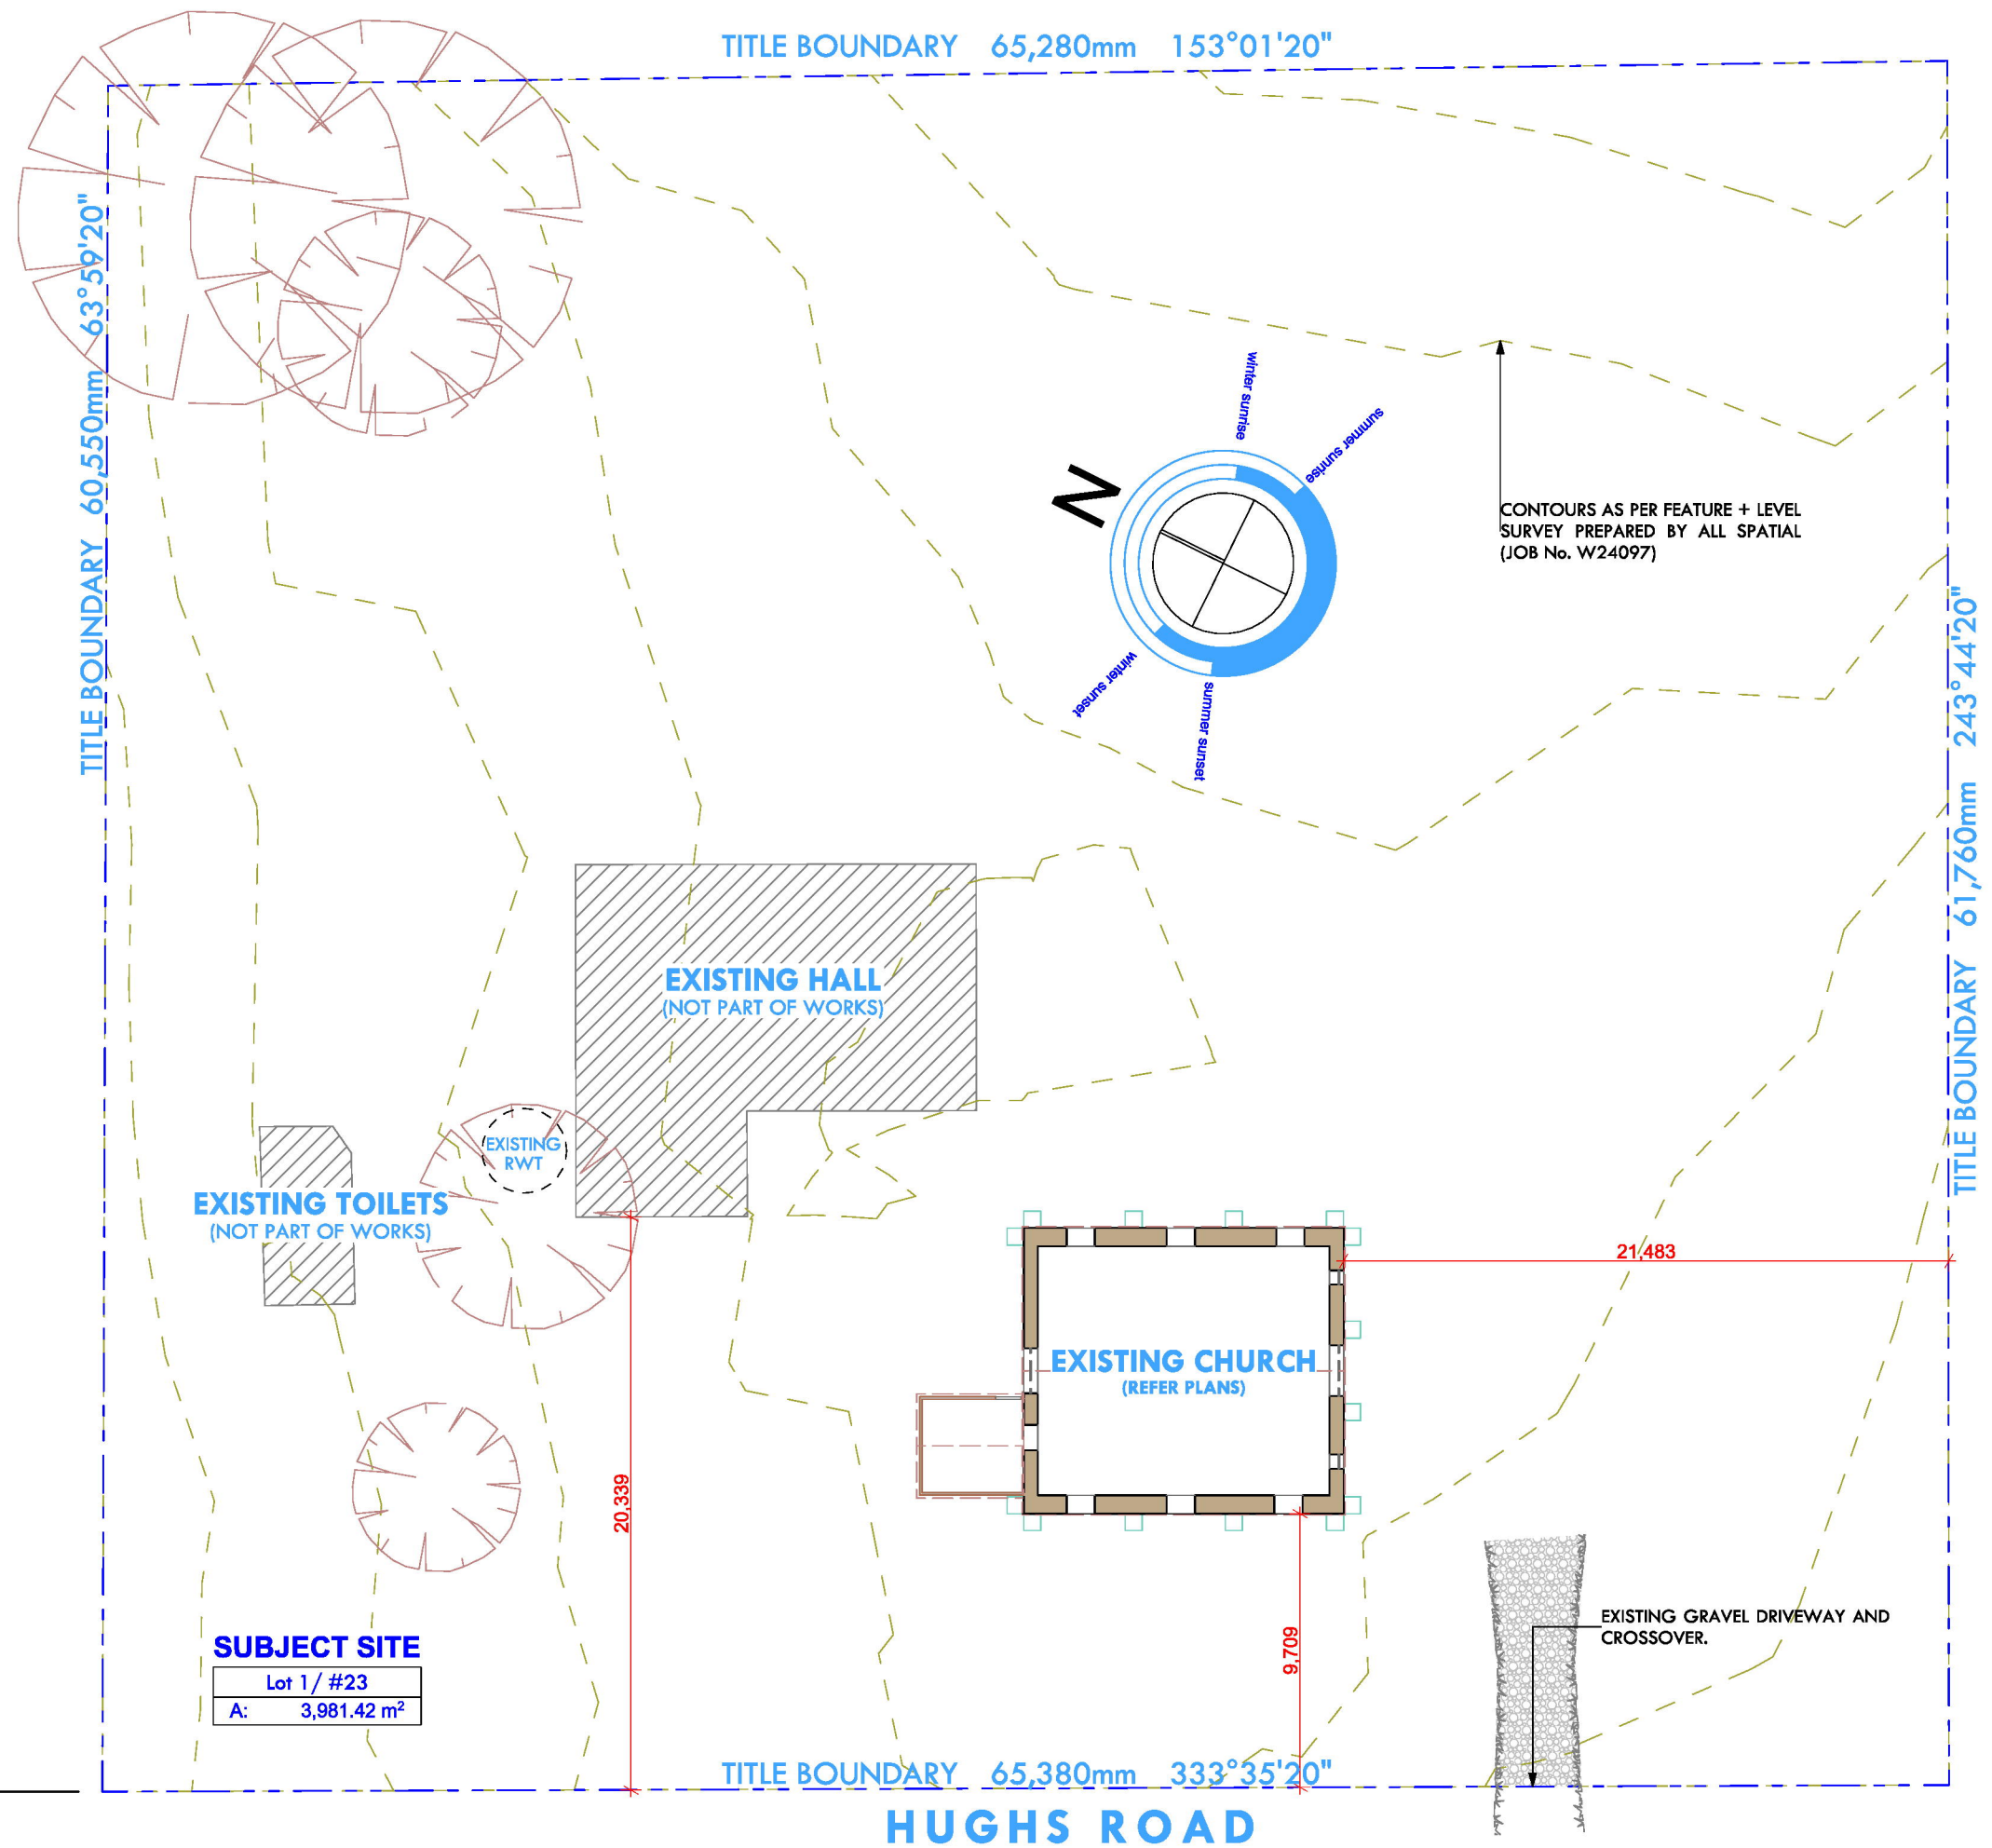 TITLE BOUNDARY 65,280mm 153°01'20"
TITLE BOUNDARY 60,550mm 63°59'20"
winter sunrise
summer sunrise
N
CONTOURS AS PER FEATURE + LEVEL
SURVEY PREPARED BY ALL SPATIAL
(JOB No. W24097)
winter sunset
summer sunset
TITLE BOUNDARY 61,760mm 243°44'20"
EXISTING HALL
(NOT PART OF WORKS)
EXISTING
RWT
EXISTING TOILETS
(NOT PART OF WORKS)
21,483
EXISTING CHURCH
(REFER PLANS)
20,339
9,709
EXISTING GRAVEL DRIVEWAY AND
CROSSOVER.
SUBJECT SITE
Lot 1/ #23
A: 3,981.42 m²
TITLE BOUNDARY 65,380mm 333°35'20"
HUGHS ROAD